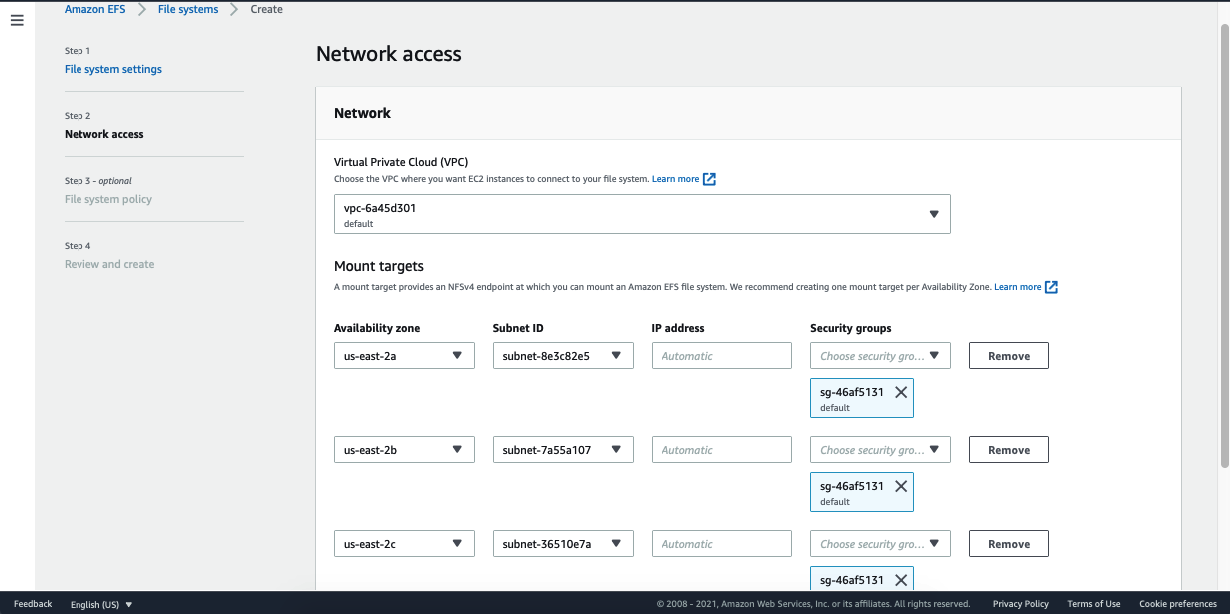 Amazon EFS > File systems > Create
Step 1
File system settings
Step 2
Network access
Step 3 - optional
File system policy
Step 4
Review and create
Network access
Network
Virtual Private Cloud (VPC)
Choose the VPC where you want EC2 instances to connect to your file system. Learn more
vpc-6a45d301
default
Mount targets
A mount target provides an NFSv4 endpoint at which you can mount an Amazon EFS file system. We recommend creating one mount target per Availability Zone. Learn more
Availability zone Subnet ID IP address Security groups
us-east-2a subnet-8e3c82e5 Automatic Choose security gro... Remove
sg-46af5131
default
us-east-2b subnet-7a55a107 Automatic Choose security gro... Remove
sg-46af5131
default
us-east-2c subnet-36510e7a Automatic Choose security gro... Remove
sg-46af5131
Feedback English (US) © 2008 - 2021, Amazon Web Services, Inc. or its affiliates. All rights reserved. Privacy Policy Terms of Use Cookie preferences